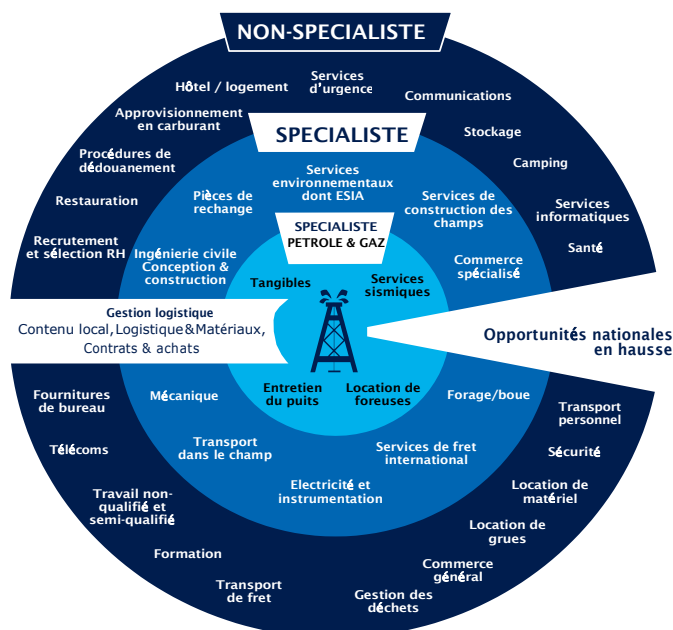 NON-SPECIALISTE
Hôtel / logement
Services
d'urgence
Communications
Approvisionnement
en carburant
Stockage
Procédures de
dédouanement
Camping
Restauration
Services
informatiques
Recrutement
et sélection RH
Santé
SPECIALISTE
Services
environnementaux
dont ESIA
Pièces de
rechange
Services de
construction des
champs
Ingénierie civile
Conception &
construction
Commerce
spécialisé
SPECIALISTE
PETROLE & GAZ
Tangibles
Services
sismiques
Gestion logistique
Contenu local, Logistique & Matériaux,
Contrats & achats
Opportunités nationales
en hausse
Entretien
du puits
Location de
foreuses
Mécanique
Forage/boue
Transport
dans le champ
Services de fret
international
Electricité et
instrumentation
Fournitures
de bureau
Transport
personnel
Télécoms
Sécurité
Travail non-
qualifié et
semi-qualifié
Location de
matériel
Location de
grues
Formation
Commerce
général
Transport
de fret
Gestion des
déchets